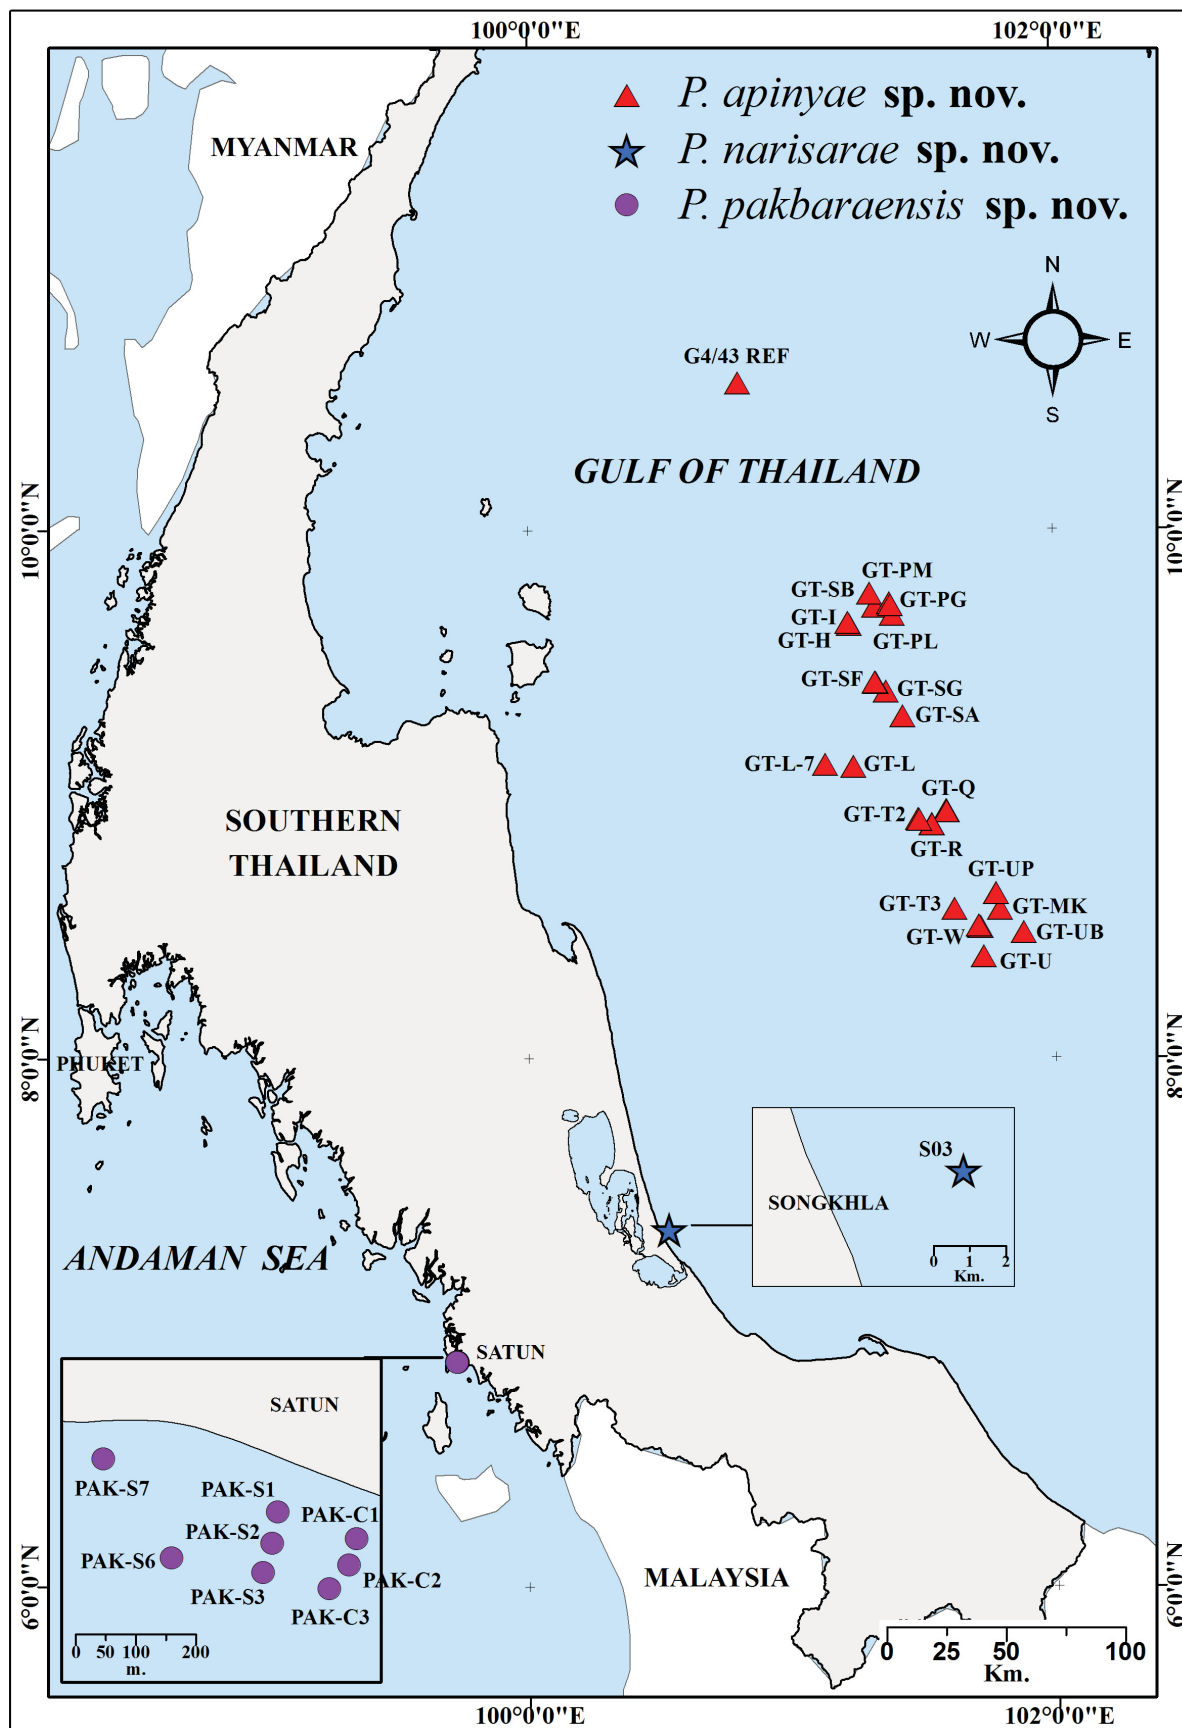 100°0'0"E 102°0'0"E
P. apinyae sp. nov.
P. narisarae sp. nov.
P. pakbaraensis sp. nov.
MYANMAR
N
W E
S
G4/43 REF
GULF OF THAILAND
10°0'0"N 10°0'0"N
GT-PM
GT-SB
GT-PG
GT-I
GT-H
GT-PL
GT-SF
GT-SG
GT-SA
GT-L-7
GT-L
GT-Q
GT-T2
GT-R
GT-UP
GT-T3
GT-MK
GT-W
GT-UB
GT-U
SOUTHERN
THAILAND
8°0'0"N 8°0'0"N
PHUKET
S03
SONGKHLA
0 1 2
Km.
ANDAMAN SEA
SATUN
SATUN
PAK-S7
PAK-S1
PAK-C1
PAK-S2
PAK-S6
PAK-C2
PAK-S3
PAK-C3
0 50 100 200
m.
MALAYSIA
6°0'0"N 6°0'0"N
0 25 50 100
Km.
100°0'0"E 102°0'0"E